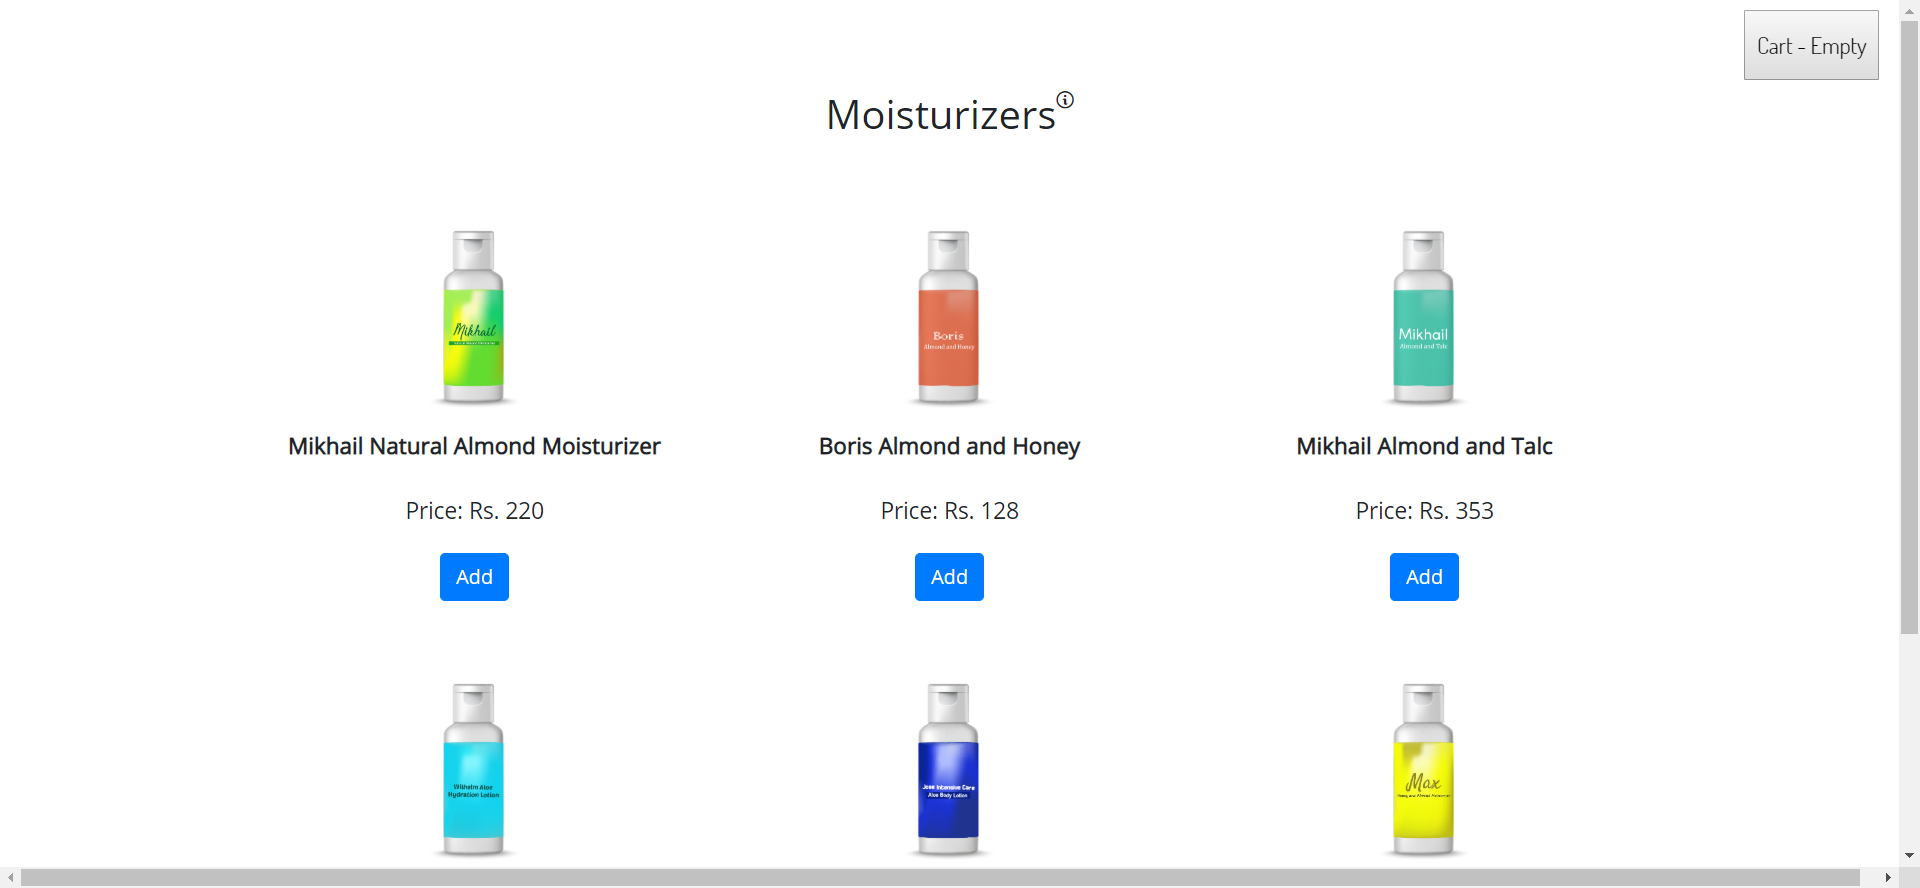 Cart - Empty
Moisturizers
Mikhail
Boris
Almond and Honey
Mikhail
Almond and Talc
Mikhail Natural Almond Moisturizer
Boris Almond and Honey
Mikhail Almond and Talc
Price: Rs. 220
Price: Rs. 128
Price: Rs. 353
Add
Add
Add
Wilhelm Aloe
Hydration Lotion
Jose Intensive Care
Aloe Body Lotion
Max